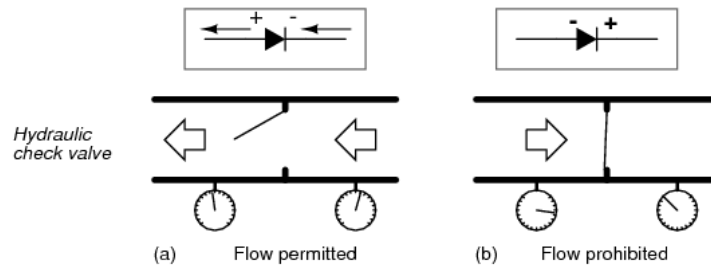 + -
- +
Hydraulic
check valve
(a) Flow permitted
(b) Flow prohibited